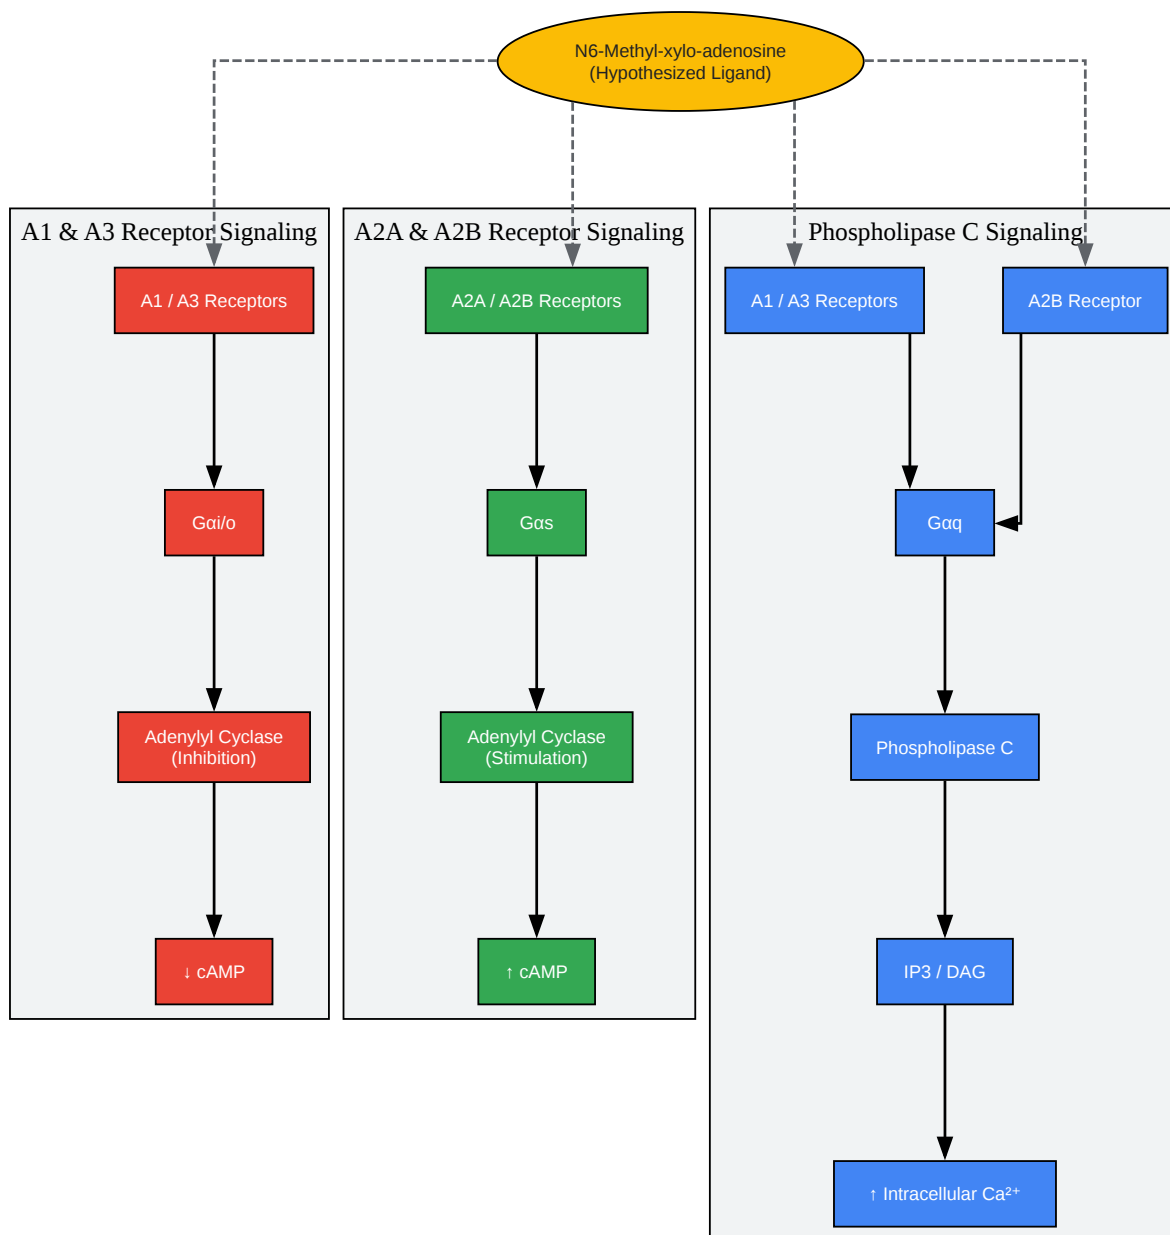 N6-Methyl-xylo-adenosine
(Hypothesized Ligand)
A1 & A3 Receptor Signaling
A1 / A3 Receptors
Gαi/o
Adenylyl Cyclase
(Inhibition)
↓ cAMP
A2A & A2B Receptor Signaling
A2A / A2B Receptors
Gαs
Adenylyl Cyclase
(Stimulation)
↑ cAMP
Phospholipase C Signaling
A1 / A3 Receptors
A2B Receptor
Gαq
Phospholipase C
IP3 / DAG
↑ Intracellular Ca²⁺